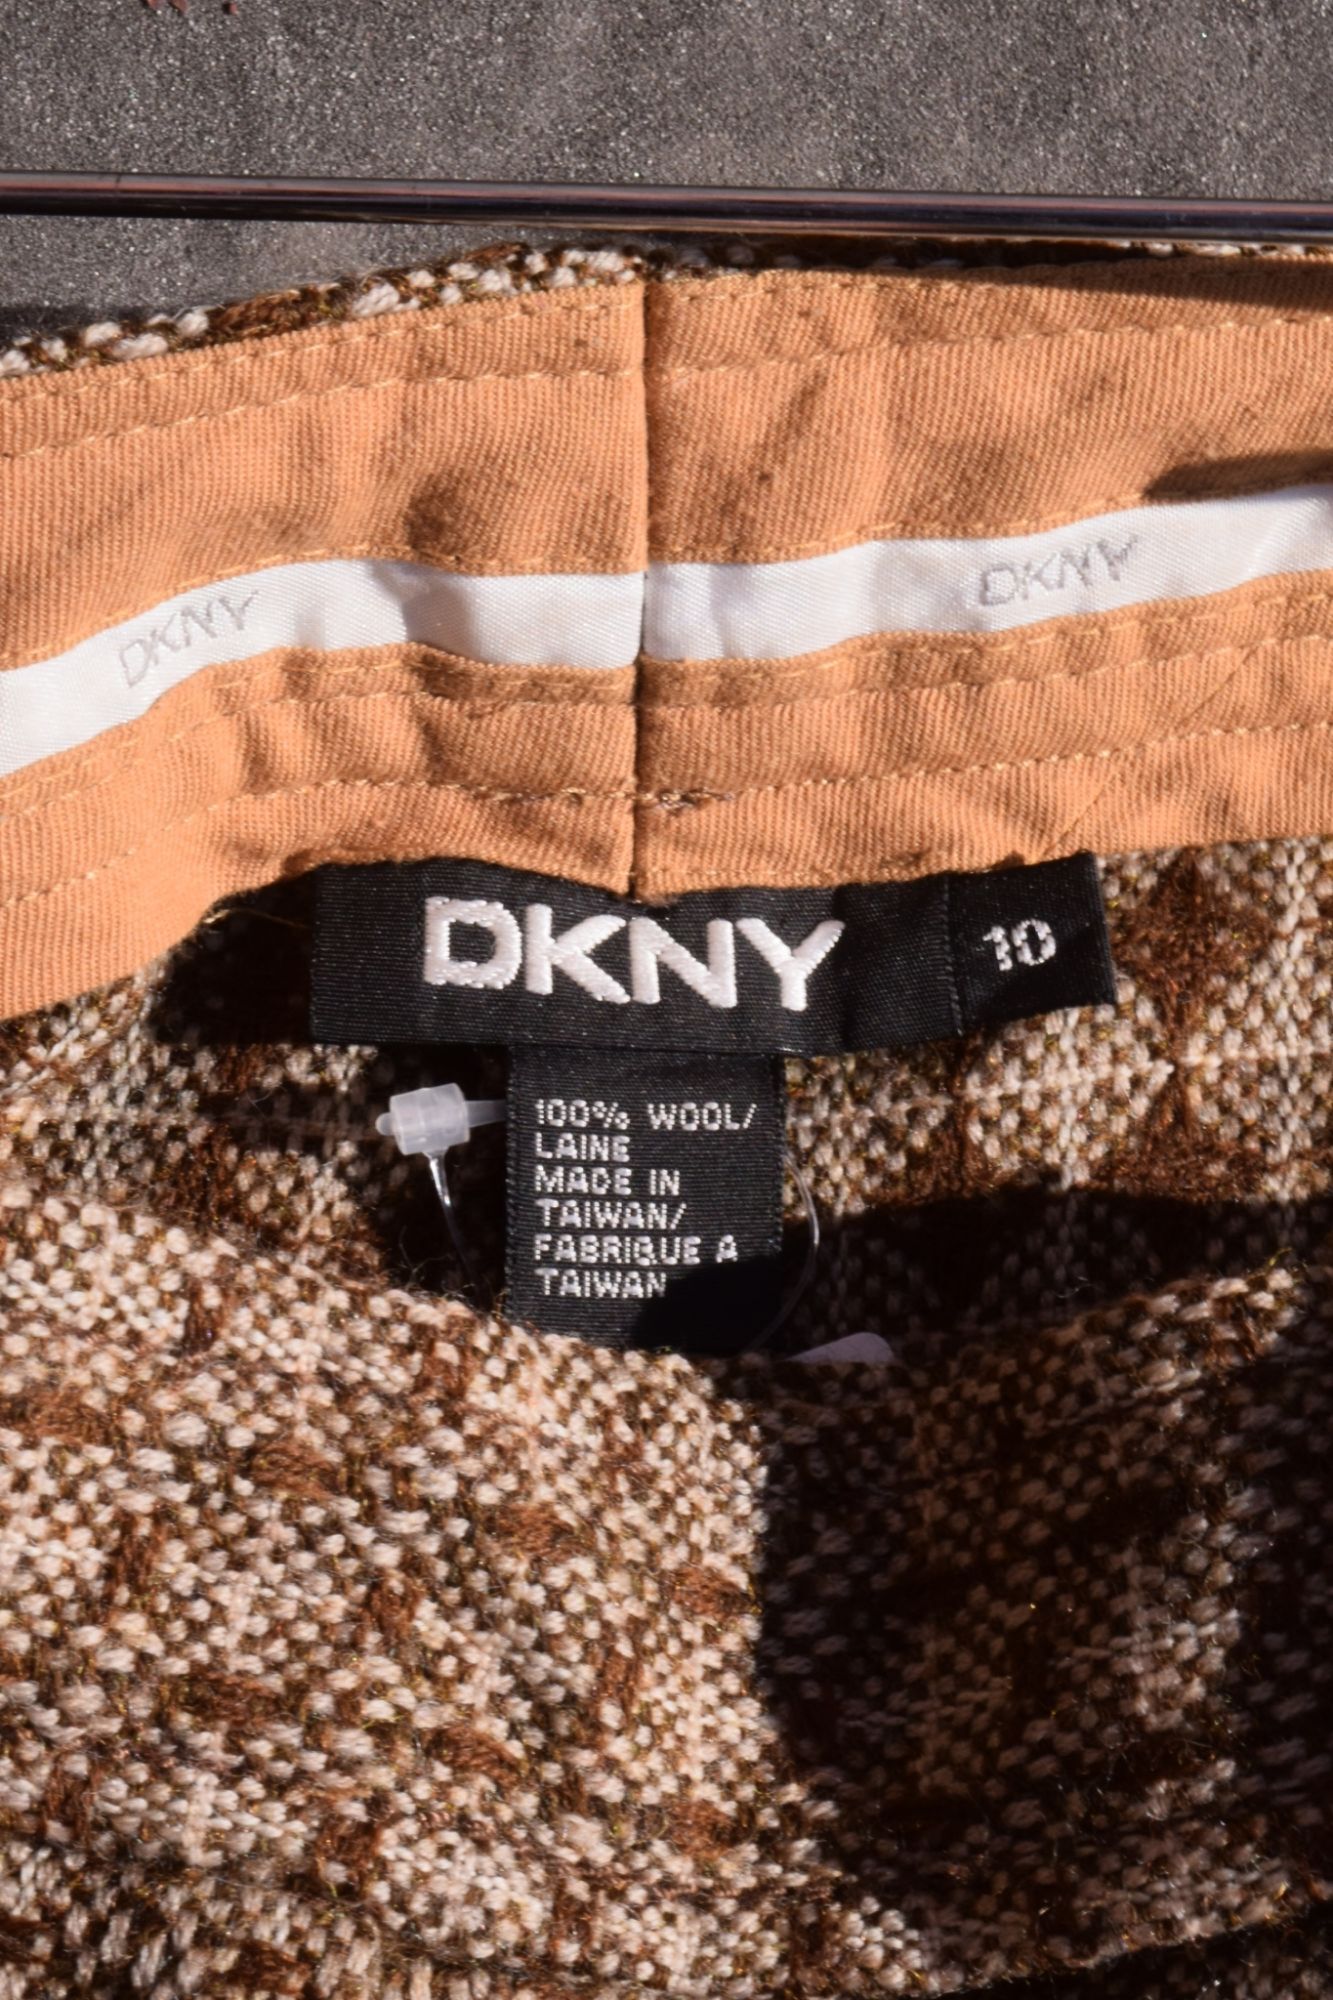 DKNY
DKNY
DKNY
10
100% WOOL/
LAINE
MADE IN
TAIWAN/
FABRIQUE A
TAIWAN